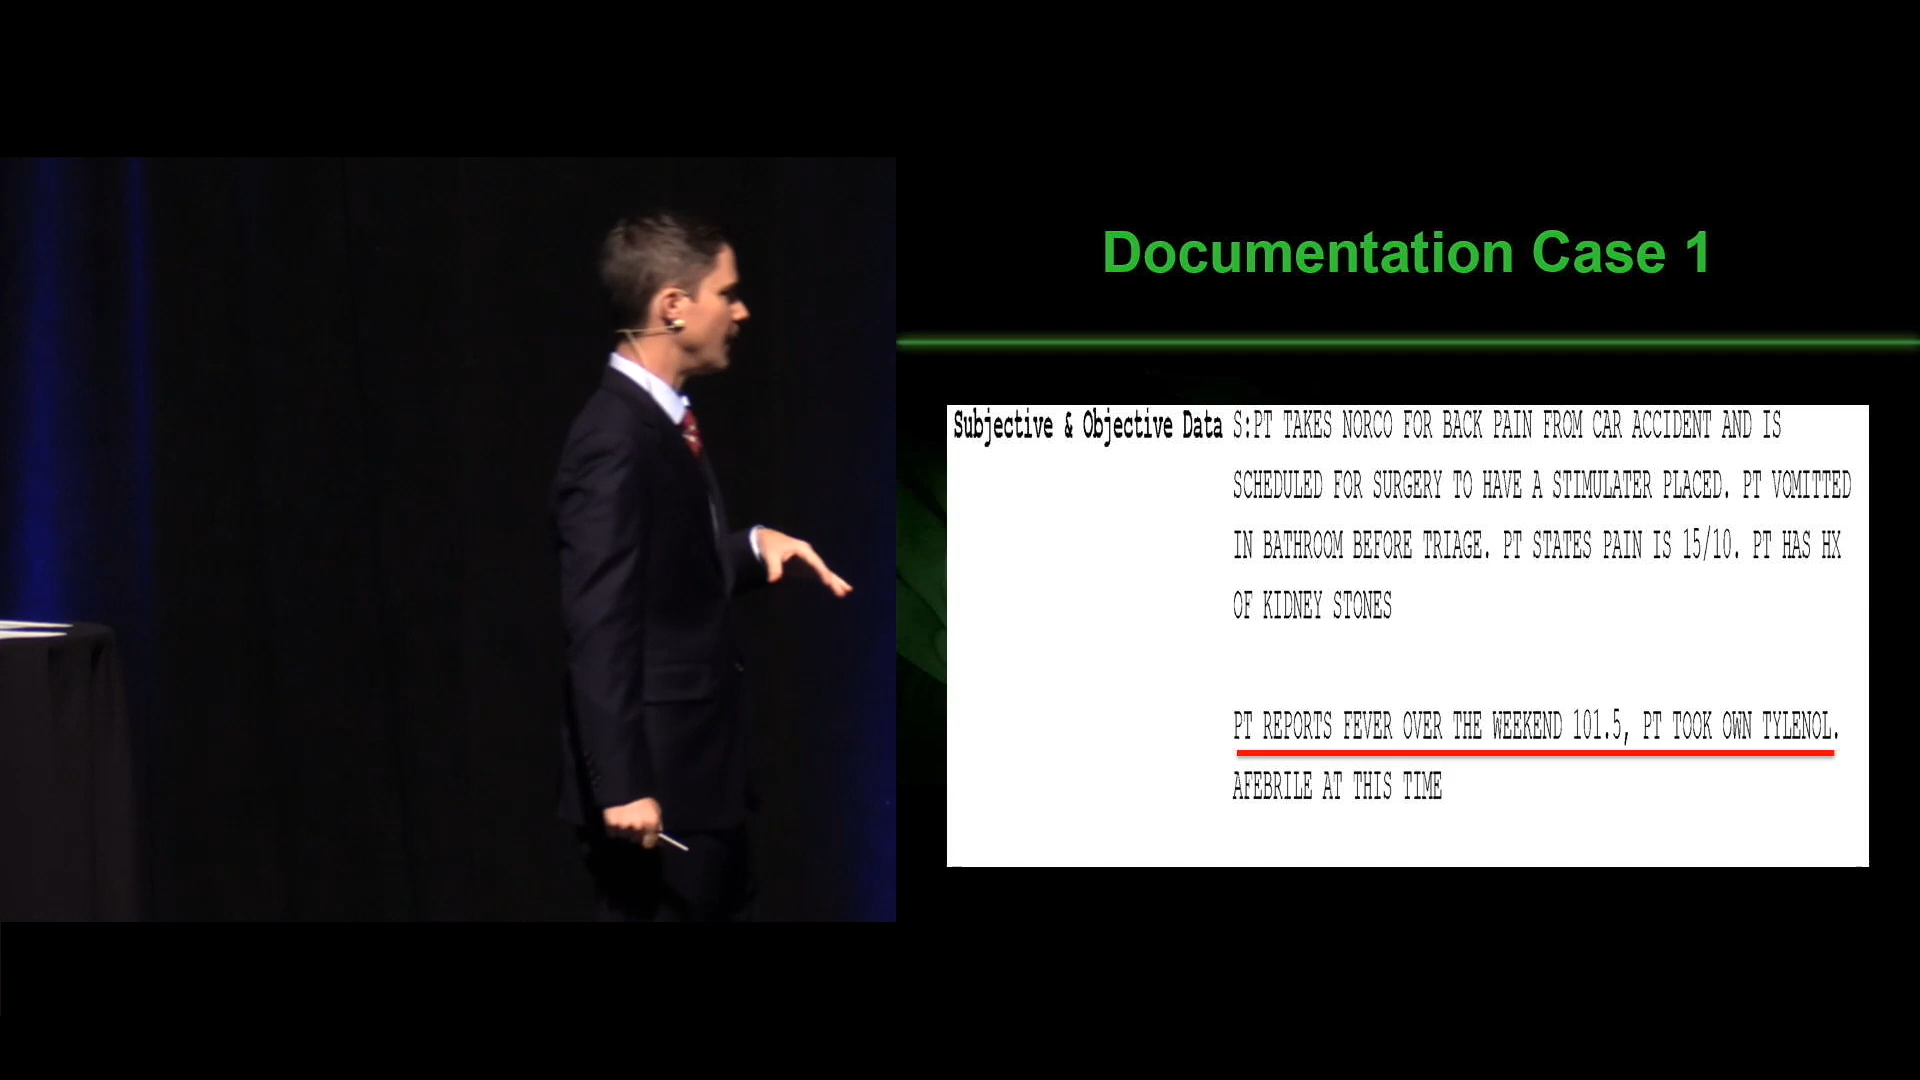 Documentation Case 1
Subjective & Objective Data S:PT TAKES NORCO FOR BACK PAIN FROM CAR ACCIDENT AND IS
SCHEDULED FOR SURGERY TO HAVE A STIMULATER PLACED. PT VOMITTED
IN BATHROOM BEFORE TRIAGE. PT STATES PAIN IS 15/10. PT HAS HX
OF KIDNEY STONES
PT REPORTS FEVER OVER THE WEEKEND 101.5, PT TOOK OWN TYLENOL.
AFEBRILE AT THIS TIME